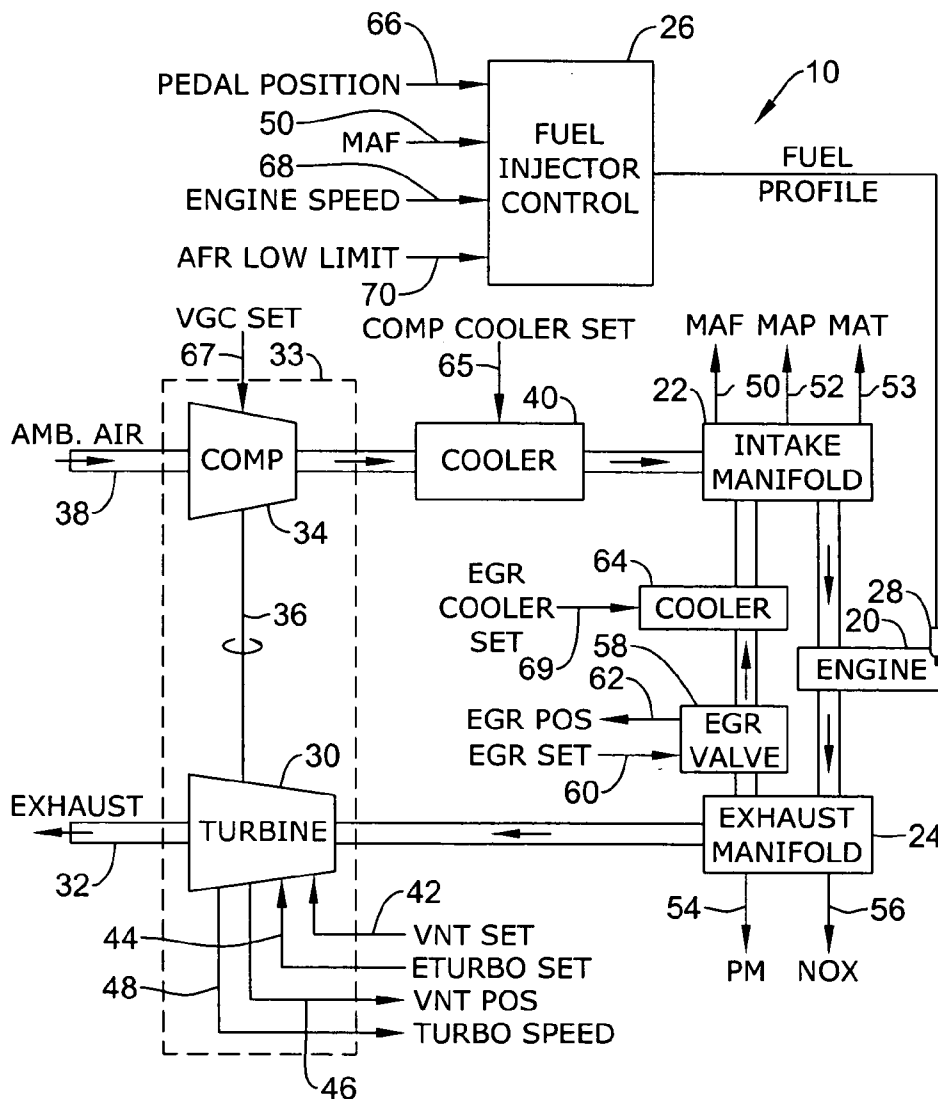 66
26
10
PEDAL POSITION
50
MAF
68
ENGINE SPEED
AFR LOW LIMIT
70
FUEL
INJECTOR
CONTROL
FUEL
PROFILE
VGC SET
67
33
COMP COOLER SET
65
40
MAF MAP MAT
22
50
52
53
AMB. AIR
38
COMP
34
COOLER
INTAKE
MANIFOLD
36
EGR
COOLER
SET
69
64
COOLER
28
20
ENGINE
58
62
EGR POS
EGR SET
60
EGR
VALVE
30
EXHAUST
32
TURBINE
EXHAUST
MANIFOLD
24
54
56
PM
NOX
42
44
48
VNT SET
ETURBO SET
VNT POS
TURBO SPEED
46